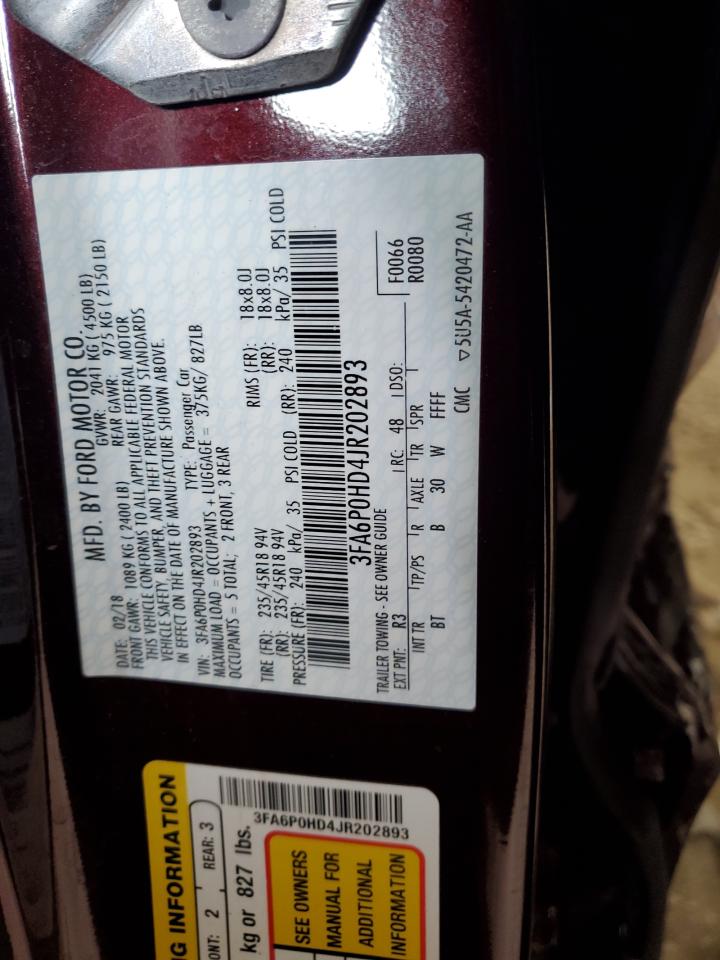 MFD. BY FORD MOTOR CO.
DATE: 02/18 GVWR: 2041 KG ( 4500 LB)
FRONT GAWR: 1089 KG ( 2400 LB) REAR GAWR: 975 KG ( 2150 LB)
THIS VEHICLE CONFORMS TO ALL APPLICABLE FEDERAL MOTOR
VEHICLE SAFETY, BUMPER, AND THEFT PREVENTION STANDARDS
IN EFFECT ON THE DATE OF MANUFACTURE SHOWN ABOVE.
VIN: 3FA6P0HD4JR202893 TYPE: Passenger Car
MAXIMUM LOAD = OCCUPANTS + LUGGAGE = 375KG/ 827LB
OCCUPANTS = 5 TOTAL; 2 FRONT, 3 REAR
TIRE (FR): 235/45R18 94V RIMS (FR): 18x8.0J
(RR): 235/45R18 94V (RR): 18x8.0J
PRESSURE (FR): 240 kPa/ 35 PSI COLD (RR): 240 kPa/ 35 PSI COLD
3FA6P0HD4JR202893
TRAILER TOWING - SEE OWNER GUIDE
EXT PNT: R3 RC: 48 DSO:
F0066
R0080
INT TR TP/PS R AXLE TR SPR
BT B 30 W FFFF
CMC ▽5U5A-5420472-AA
NG INFORMATION
ONT: 2 REAR: 3
kg or 827 lbs.
3FA6P0HD4JR202893
SEE OWNERS
MANUAL FOR
ADDITIONAL
INFORMATION